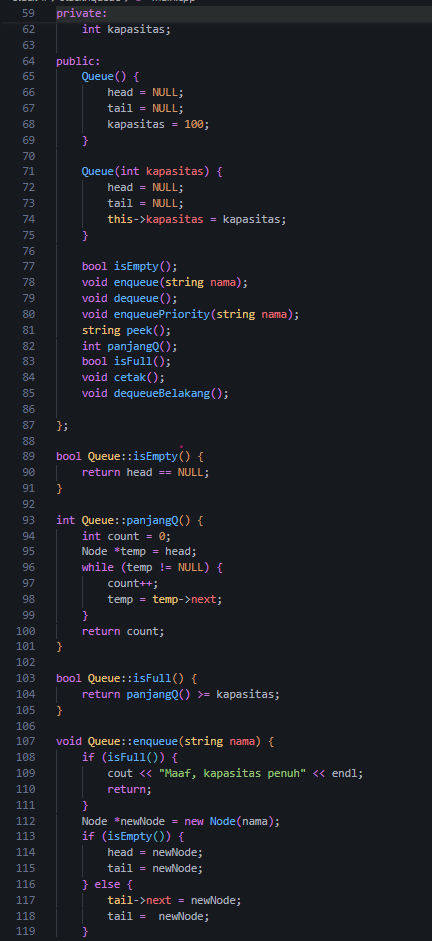 59 private:
62     int kapasitas;
63
64 public:
65     Queue() {
66         head = NULL;
67         tail = NULL;
68         kapasitas = 100;
69     }
70
71     Queue(int kapasitas) {
72         head = NULL;
73         tail = NULL;
74         this->kapasitas = kapasitas;
75     }
76
77     bool isEmpty();
78     void enqueue(string nama);
79     void dequeue();
80     void enqueuePriority(string nama);
81     string peek();
82     int panjangQ();
83     bool isFull();
84     void cetak();
85     void dequeueBelakang();
86
87 };
88
89 bool Queue::isEmpty() {
90     return head == NULL;
91 }
92
93 int Queue::panjangQ() {
94     int count = 0;
95     Node *temp = head;
96     while (temp != NULL) {
97         count++;
98         temp = temp->next;
99     }
100     return count;
101 }
102
103 bool Queue::isFull() {
104     return panjangQ() >= kapasitas;
105 }
106
107 void Queue::enqueue(string nama) {
108     if (isFull()) {
109         cout << "Maaf, kapasitas penuh" << endl;
110         return;
111     }
112     Node *newNode = new Node(nama);
113     if (isEmpty()) {
114         head = newNode;
115         tail = newNode;
116     } else {
117         tail->next = newNode;
118         tail =  newNode;
119     }